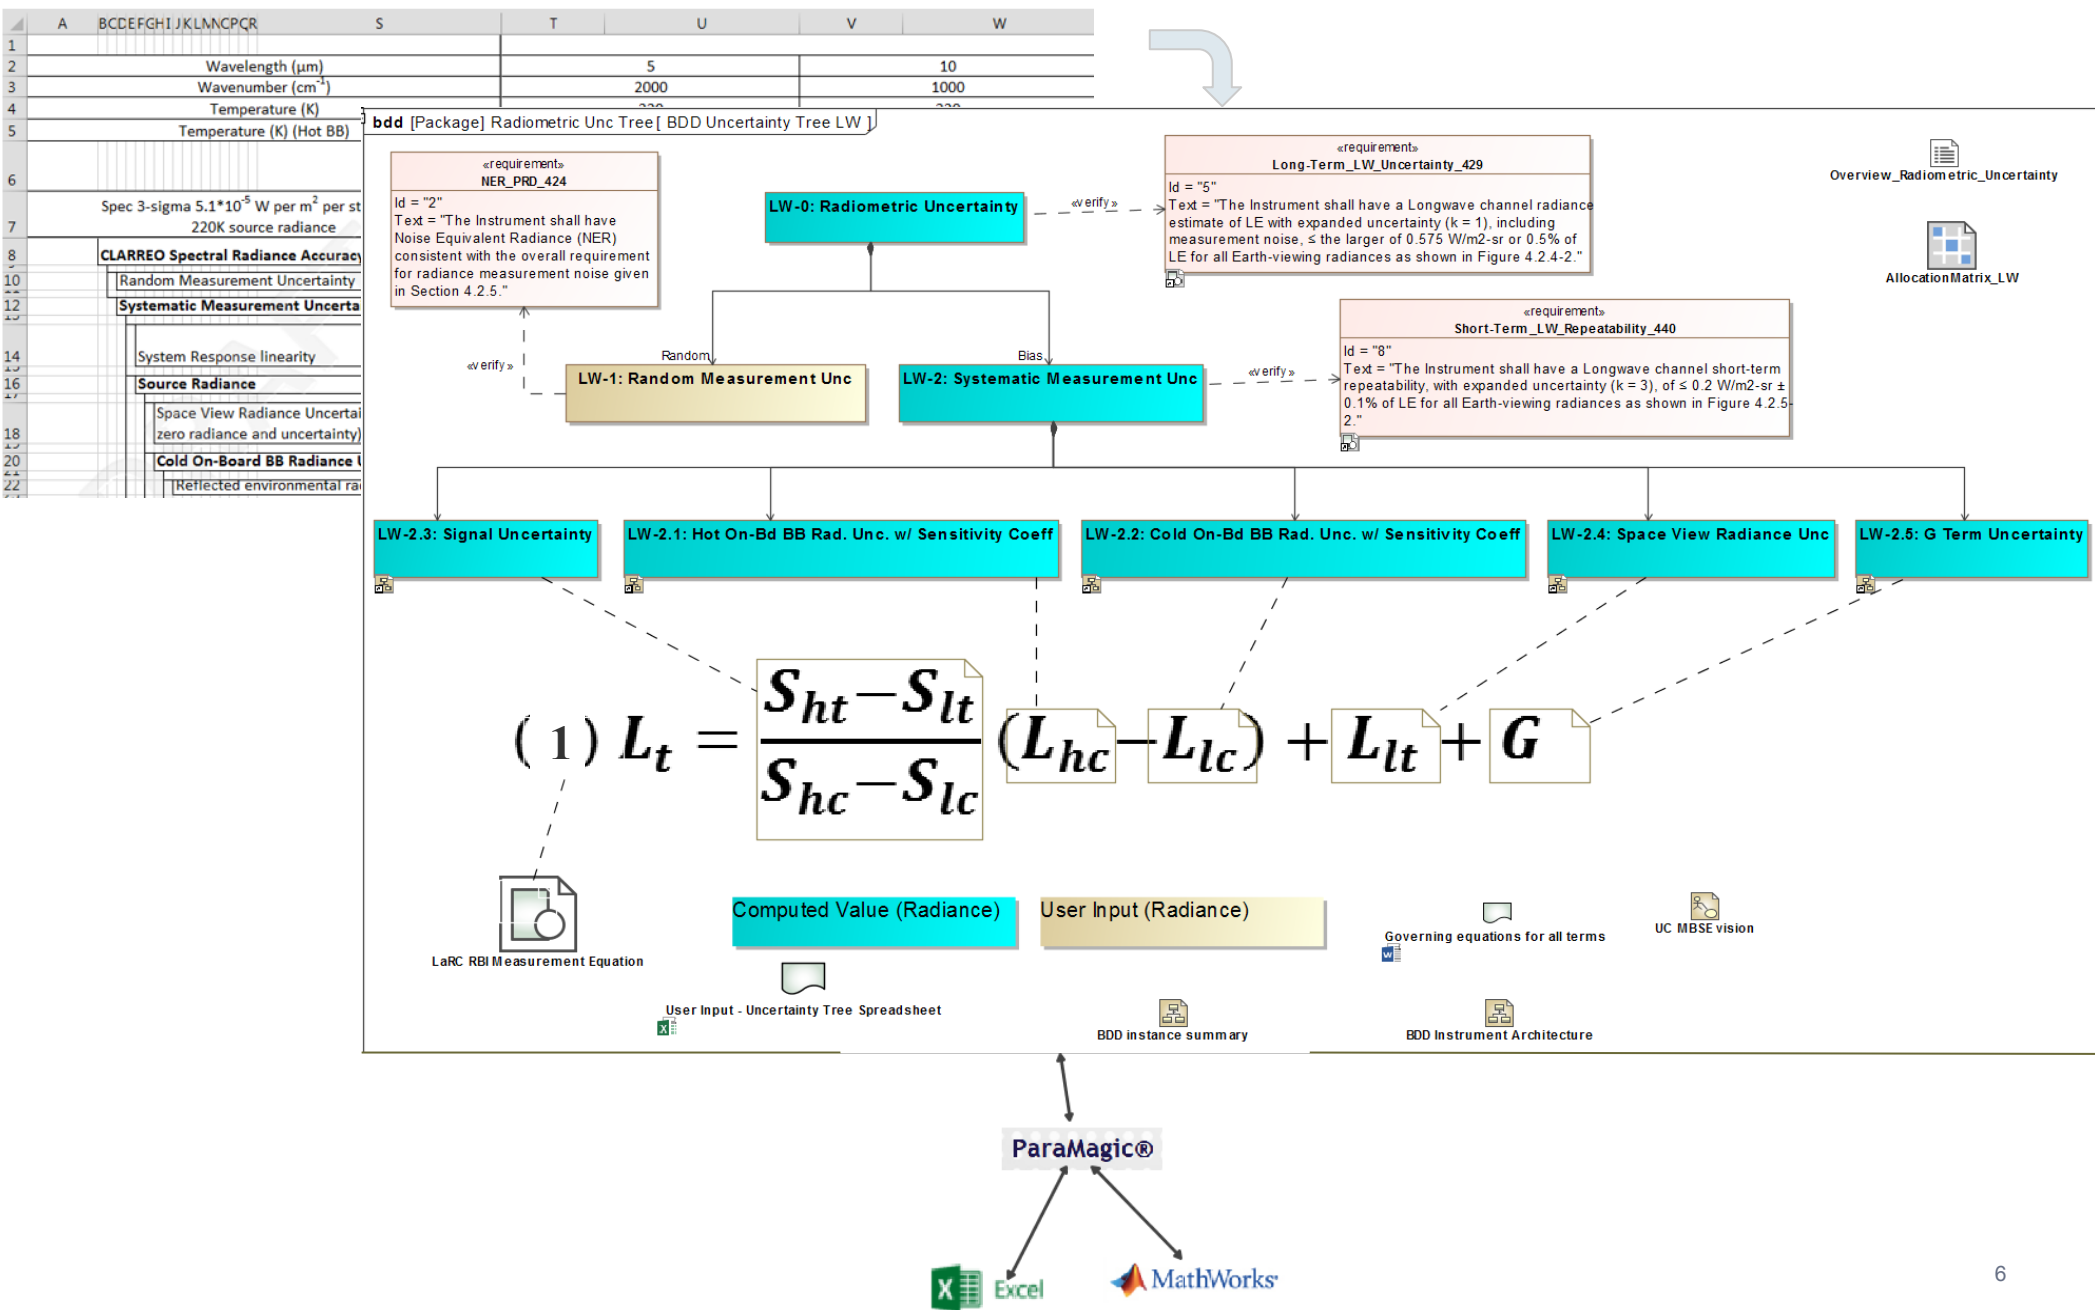 A B C D E F G H I J K L M N O P Q R S T U V W
1
2 Wavelength (µm) 5 10
3 Wavenumber (cm-1) 2000 1000
4 Temperature (K)
5 Temperature (K) (Hot BB)
6
7 Spec 3-sigma 5.1*10-5 W per m2 per st
220K source radiance
8 CLARREO Spectral Radiance Accuracy
10 Random Measurement Uncertainty
12 Systematic Measurement Uncerta
14 System Response linearity
16 Source Radiance
Space View Radiance Uncertai
18 zero radiance and uncertainty)
20 Cold On-Board BB Radiance U
22 Reflected environmental ra
bdd [Package] Radiometric Unc Tree [ BDD Uncertainty Tree LW ]
«requirement»
NER_PRD_424
Id = "2"
Text = "The Instrument shall have
Noise Equivalent Radiance (NER)
consistent with the overall requirement
for radiance measurement noise given
in Section 4.2.5."
LW-0: Radiometric Uncertainty
«verify»
«requirement»
Long-Term_LW_Uncertainty_429
Id = "5"
Text = "The Instrument shall have a Longwave channel radiance
estimate of LE with expanded uncertainty (k = 1), including
measurement noise, ≤ the larger of 0.575 W/m2-sr or 0.5% of
LE for all Earth-viewing radiances as shown in Figure 4.2.4-2."
Overview_Radiometric_Uncertainty
AllocationMatrix_LW
«requirement»
Short-Term_LW_Repeatability_440
Id = "8"
Text = "The Instrument shall have a Longwave channel short-term
repeatability, with expanded uncertainty (k = 3), of ≤ 0.2 W/m2-sr ±
0.1% of LE for all Earth-viewing radiances as shown in Figure 4.2.5-
2."
«verify»
Random
Bias
«verify»
LW-1: Random Measurement Unc
LW-2: Systematic Measurement Unc
LW-2.3: Signal Uncertainty
LW-2.1: Hot On-Bd BB Rad. Unc. w/ Sensitivity Coeff
LW-2.2: Cold On-Bd BB Rad. Unc. w/ Sensitivity Coeff
LW-2.4: Space View Radiance Unc
LW-2.5: G Term Uncertainty
(1) L_t = (S_ht − S_lt)/(S_hc − S_lc) (L_hc − L_lc) + L_lt + G
LaRC RBI Measurement Equation
Computed Value (Radiance)
User Input (Radiance)
Governing equations for all terms
UC MBSE vision
User Input - Uncertainty Tree Spreadsheet
BDD instance summary
BDD Instrument Architecture
ParaMagic®
Excel
MathWorks
6